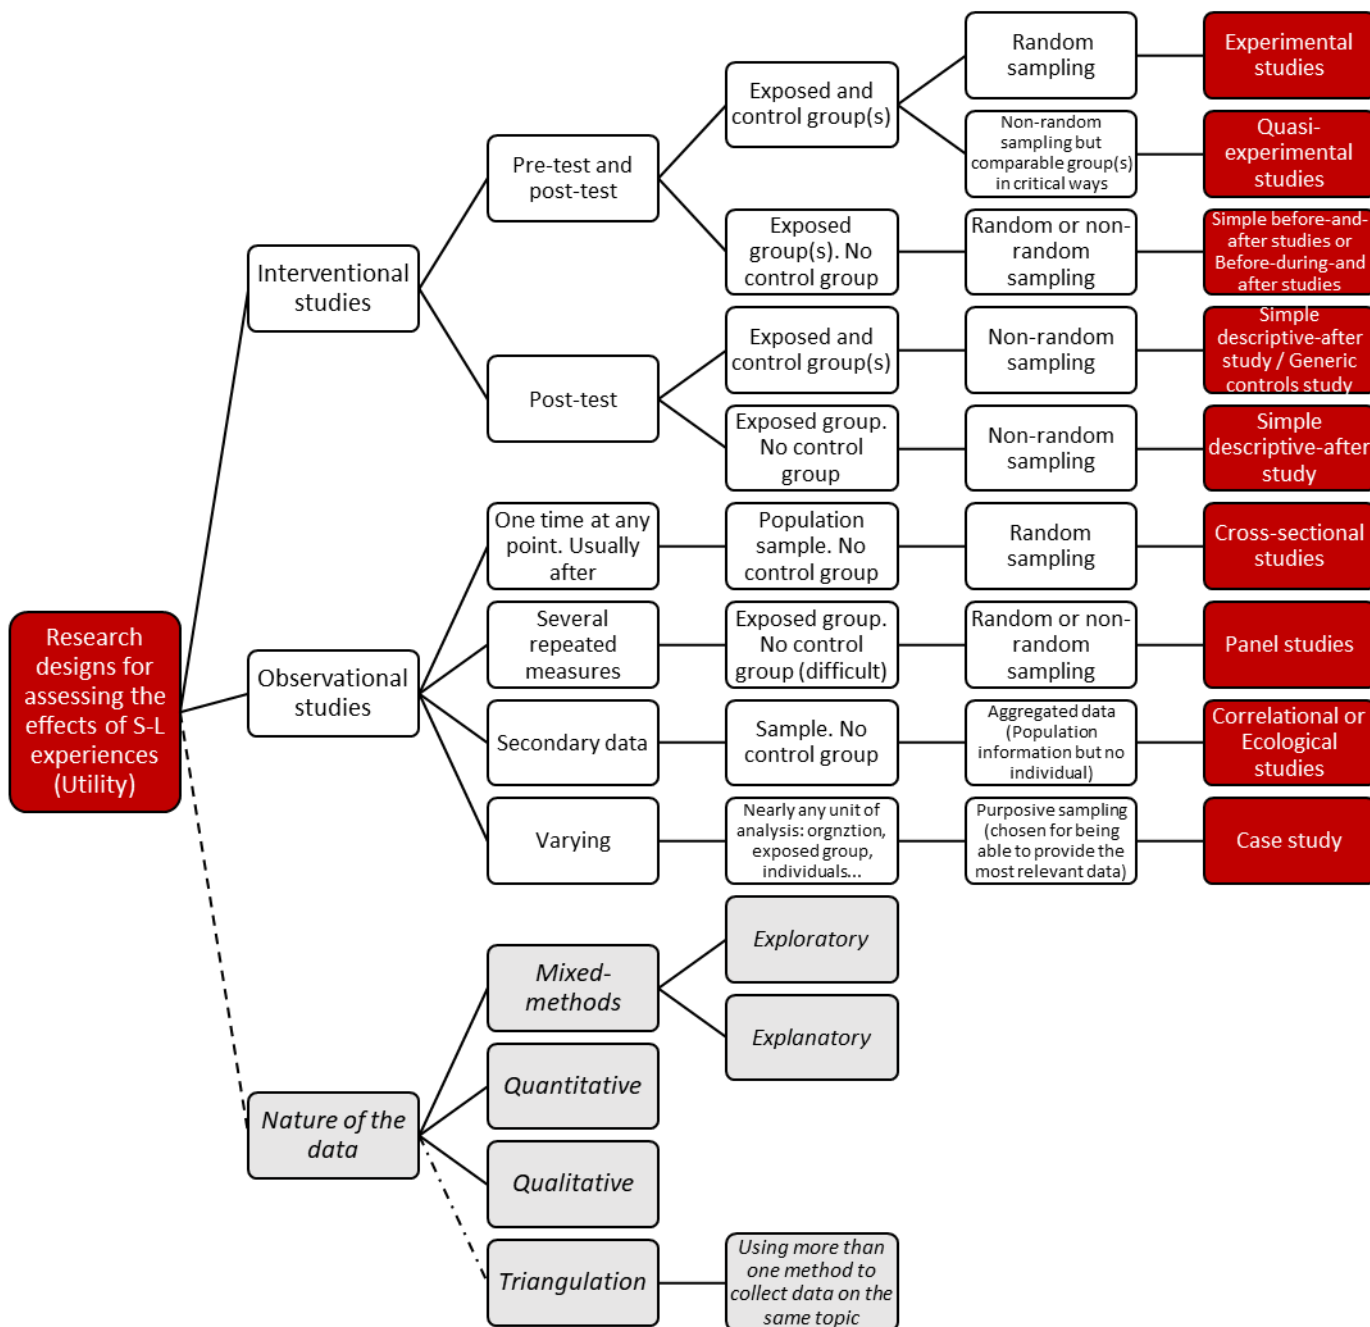 Research
designs for
assessing the
effects of S-L
experiences
(Utility)
Interventional
studies
Pre-test and
post-test
Exposed and
control group(s)
Random
sampling
Experimental
studies
Non-random
sampling but
comparable group(s)
in critical ways
Quasi-
experimental
studies
Exposed
group(s). No
control group
Random or non-
random
sampling
Simple before-and-
after studies or
Before-during-and
after studies
Post-test
Exposed and
control group(s)
Non-random
sampling
Simple
descriptive-after
study / Generic
controls study
Exposed group.
No control
group
Non-random
sampling
Simple
descriptive-after
study
Observational
studies
One time at any
point. Usually
after
Population
sample. No
control group
Random
sampling
Cross-sectional
studies
Several
repeated
measures
Exposed group.
No control
group (difficult)
Random or non-
random
sampling
Panel studies
Secondary data
Sample. No
control group
Aggregated data
(Population
information but no
individual)
Correlational or
Ecological
studies
Varying
Nearly any unit of
analysis: orgnztion,
exposed group,
individuals...
Purposive sampling
(chosen for being
able to provide the
most relevant data)
Case study
Nature of the
data
Mixed-
methods
Exploratory
Explanatory
Quantitative
Qualitative
Triangulation
Using more than
one method to
collect data on the
same topic